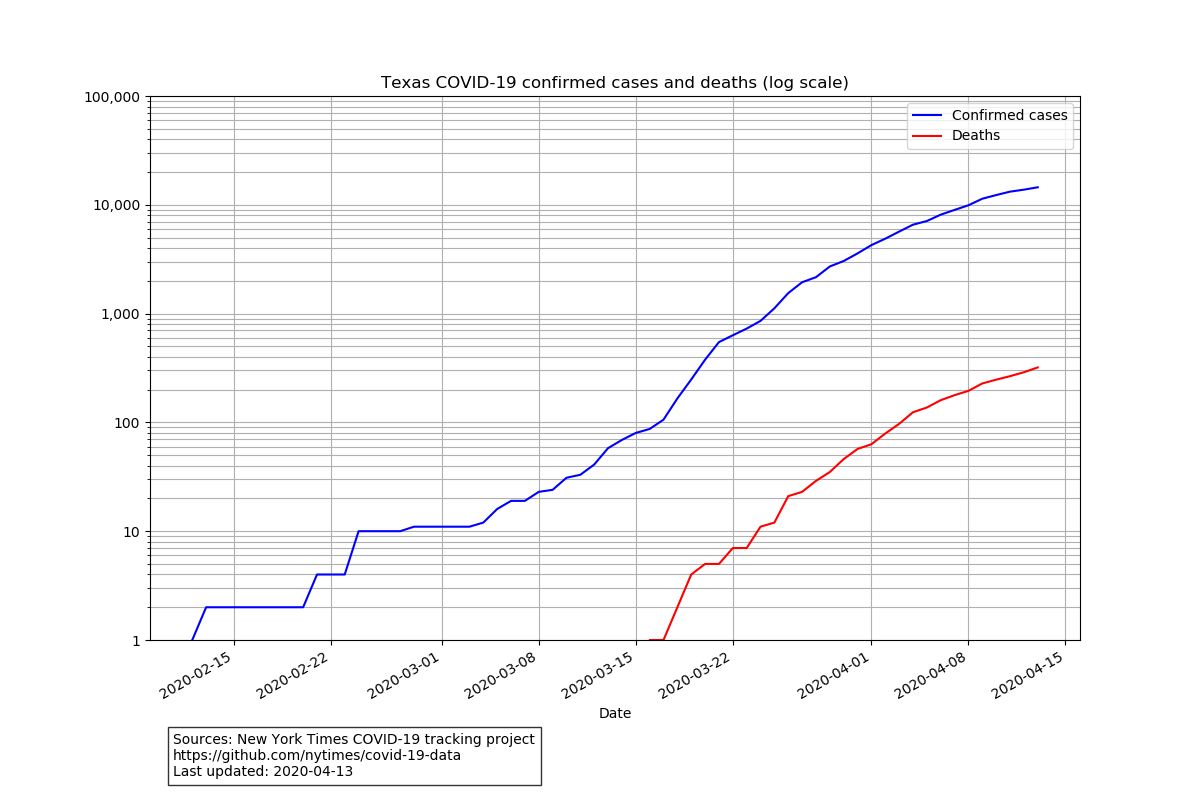 Texas COVID-19 confirmed cases and deaths (log scale)
100,000
10,000
1,000
100
10
1
Confirmed cases
Deaths
2020-02-15
2020-02-22
2020-03-01
2020-03-08
2020-03-15
2020-03-22
2020-04-01
2020-04-08
2020-04-15
Date
Sources: New York Times COVID-19 tracking project
https://github.com/nytimes/covid-19-data
Last updated: 2020-04-13